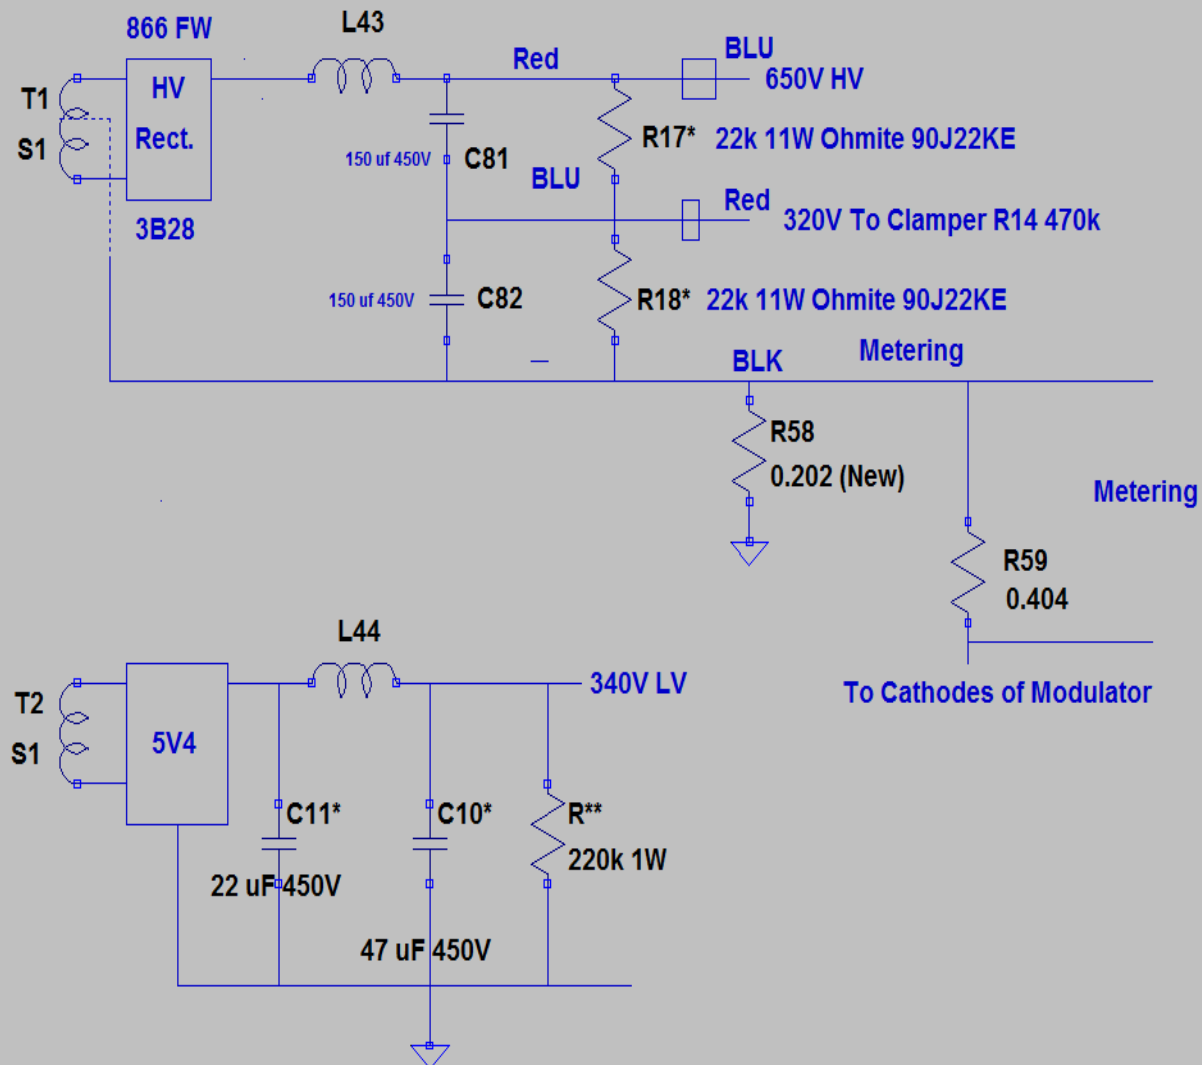 866 FW
L43
T1
S1
HV
Rect.
3B28
Red
BLU
650V HV
150 uf 450V
C81
R17*
22k 11W Ohmite 90J22KE
BLU
Red
320V To Clamper R14 470k
150 uf 450V
C82
R18*
22k 11W Ohmite 90J22KE
BLK
Metering
R58
0.202 (New)
Metering
R59
0.404
To Cathodes of Modulator
L44
340V LV
T2
S1
5V4
C11*
22 uF 450V
C10*
47 uF 450V
R**
220k 1W